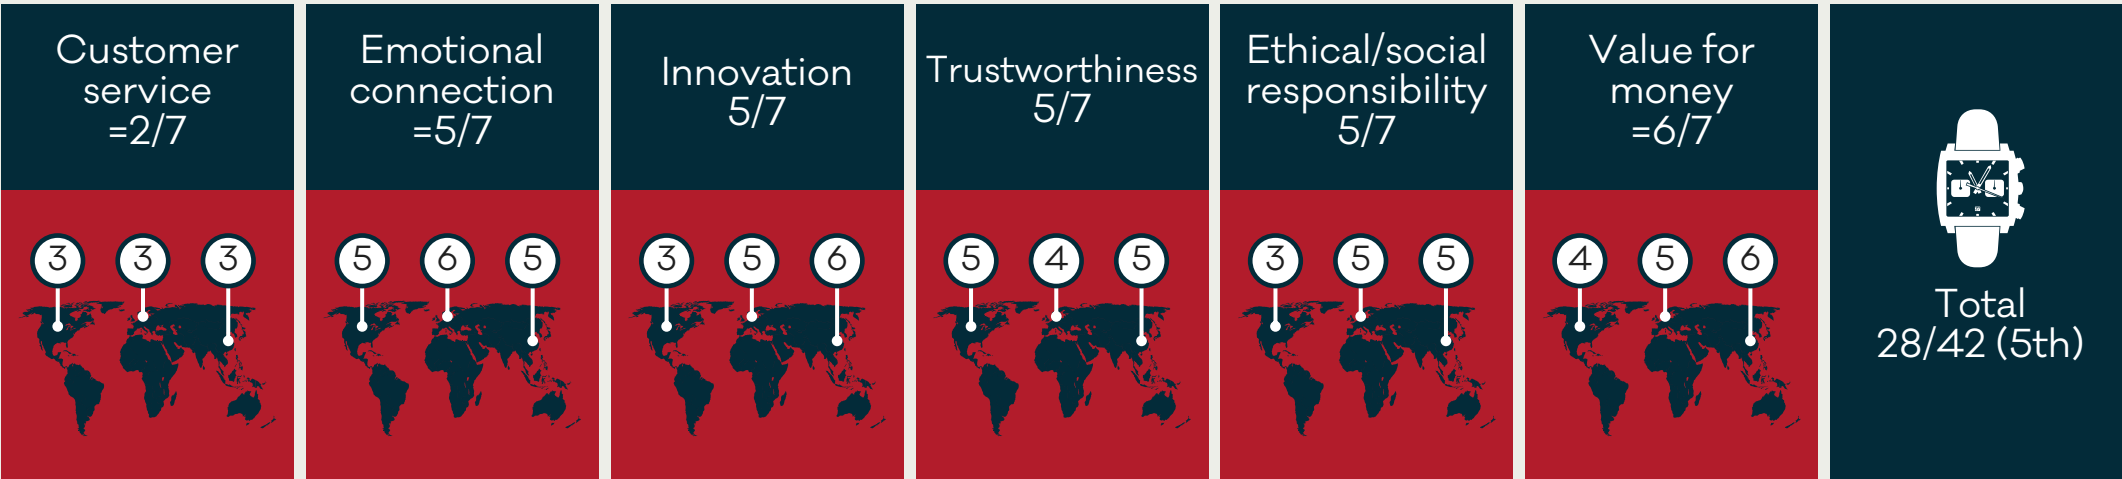 Customer
service
=2/7
3 3 3
Emotional
connection
=5/7
5 6 5
Innovation
5/7
3 5 6
Trustworthiness
5/7
5 4 5
Ethical/social
responsibility
5/7
3 5 5
Value for
money
=6/7
4 5 6
Total
28/42 (5th)